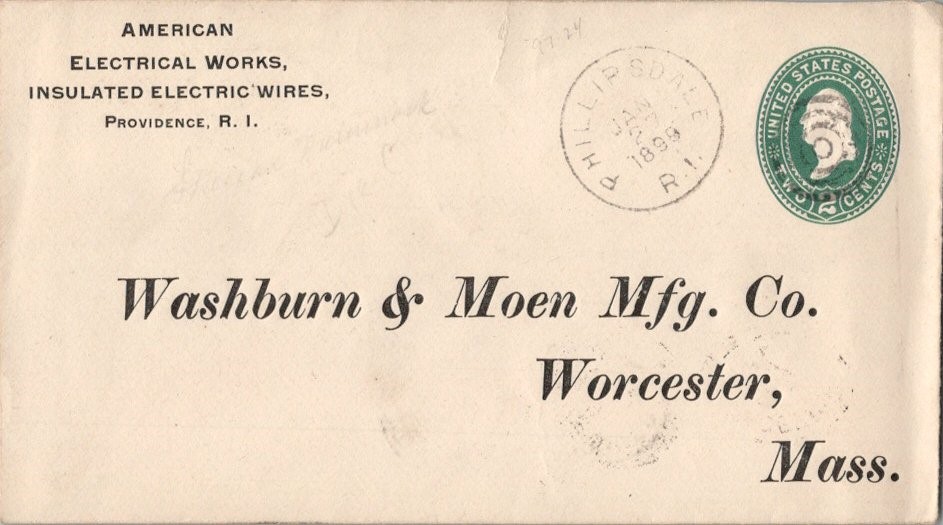 AMERICAN
ELECTRICAL WORKS,
INSULATED ELECTRIC WIRES,
PROVIDENCE, R. I.
PHILLIPSDALE
JAN
1899
R.I.
UNITED STATES POSTAGE
TWO 2 CENTS
Washburn & Moen Mfg. Co.
Worcester,
Mass.